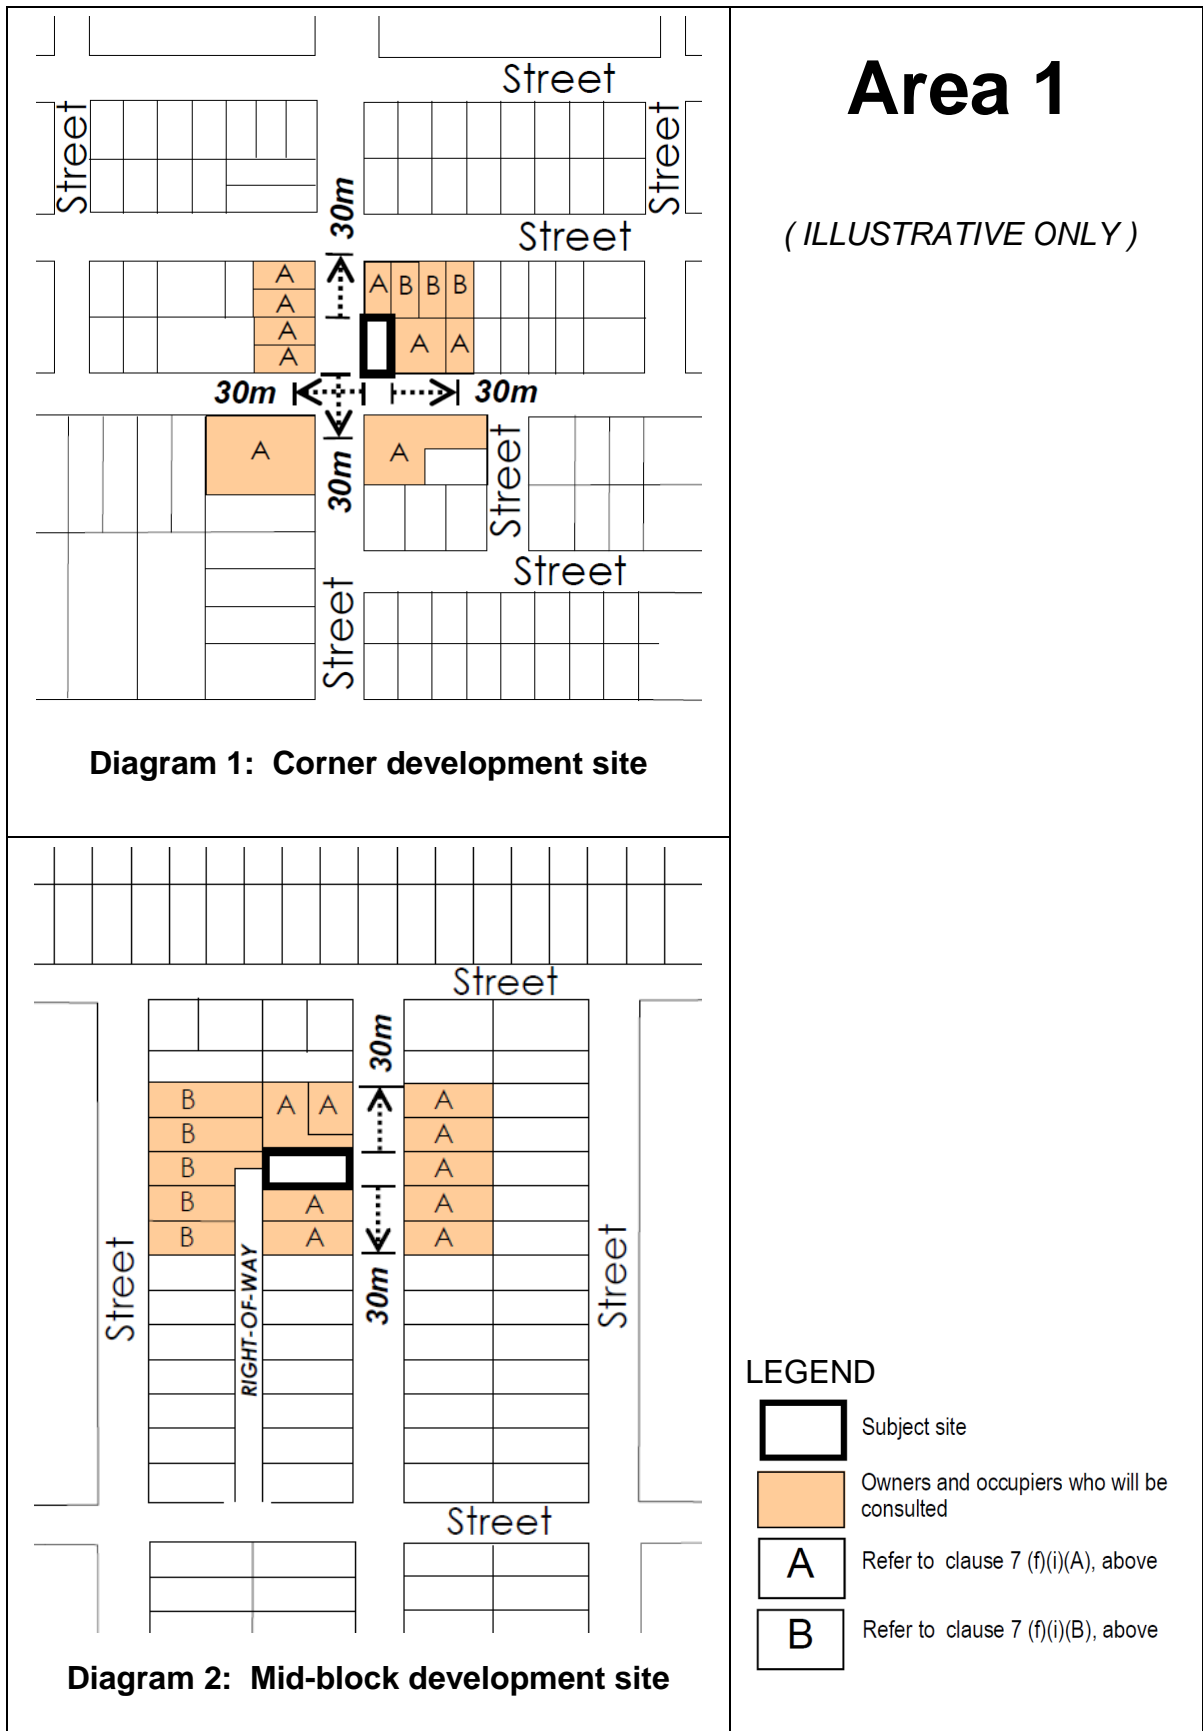 Area 1
( ILLUSTRATIVE ONLY )
Street
Street
Street
30m
Street
A
A
A
A
A
B
B
B
A
A
30m
30m
A
A
30m
Street
Street
Street
Diagram 1: Corner development site
Street
30m
B
B
B
B
B
A
A
A
A
A
A
A
A
A
Street
RIGHT-OF-WAY
30m
Street
Street
Diagram 2: Mid-block development site
LEGEND
Subject site
Owners and occupiers who will be
consulted
A
Refer to clause 7 (f)(i)(A), above
B
Refer to clause 7 (f)(i)(B), above